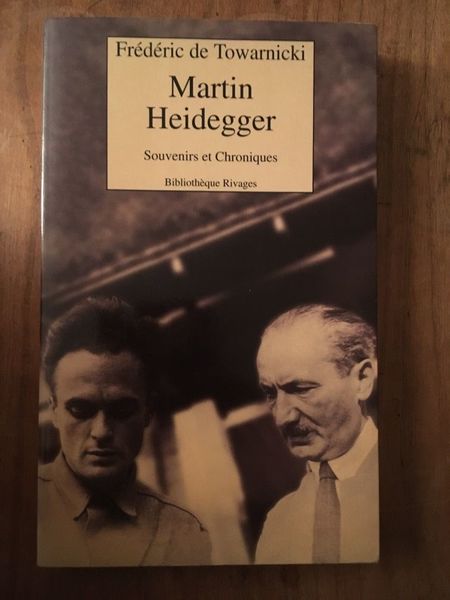 Frédéric de Towarnicki
Martin
Heidegger
Souvenirs et Chroniques
Bibliothèque Rivages